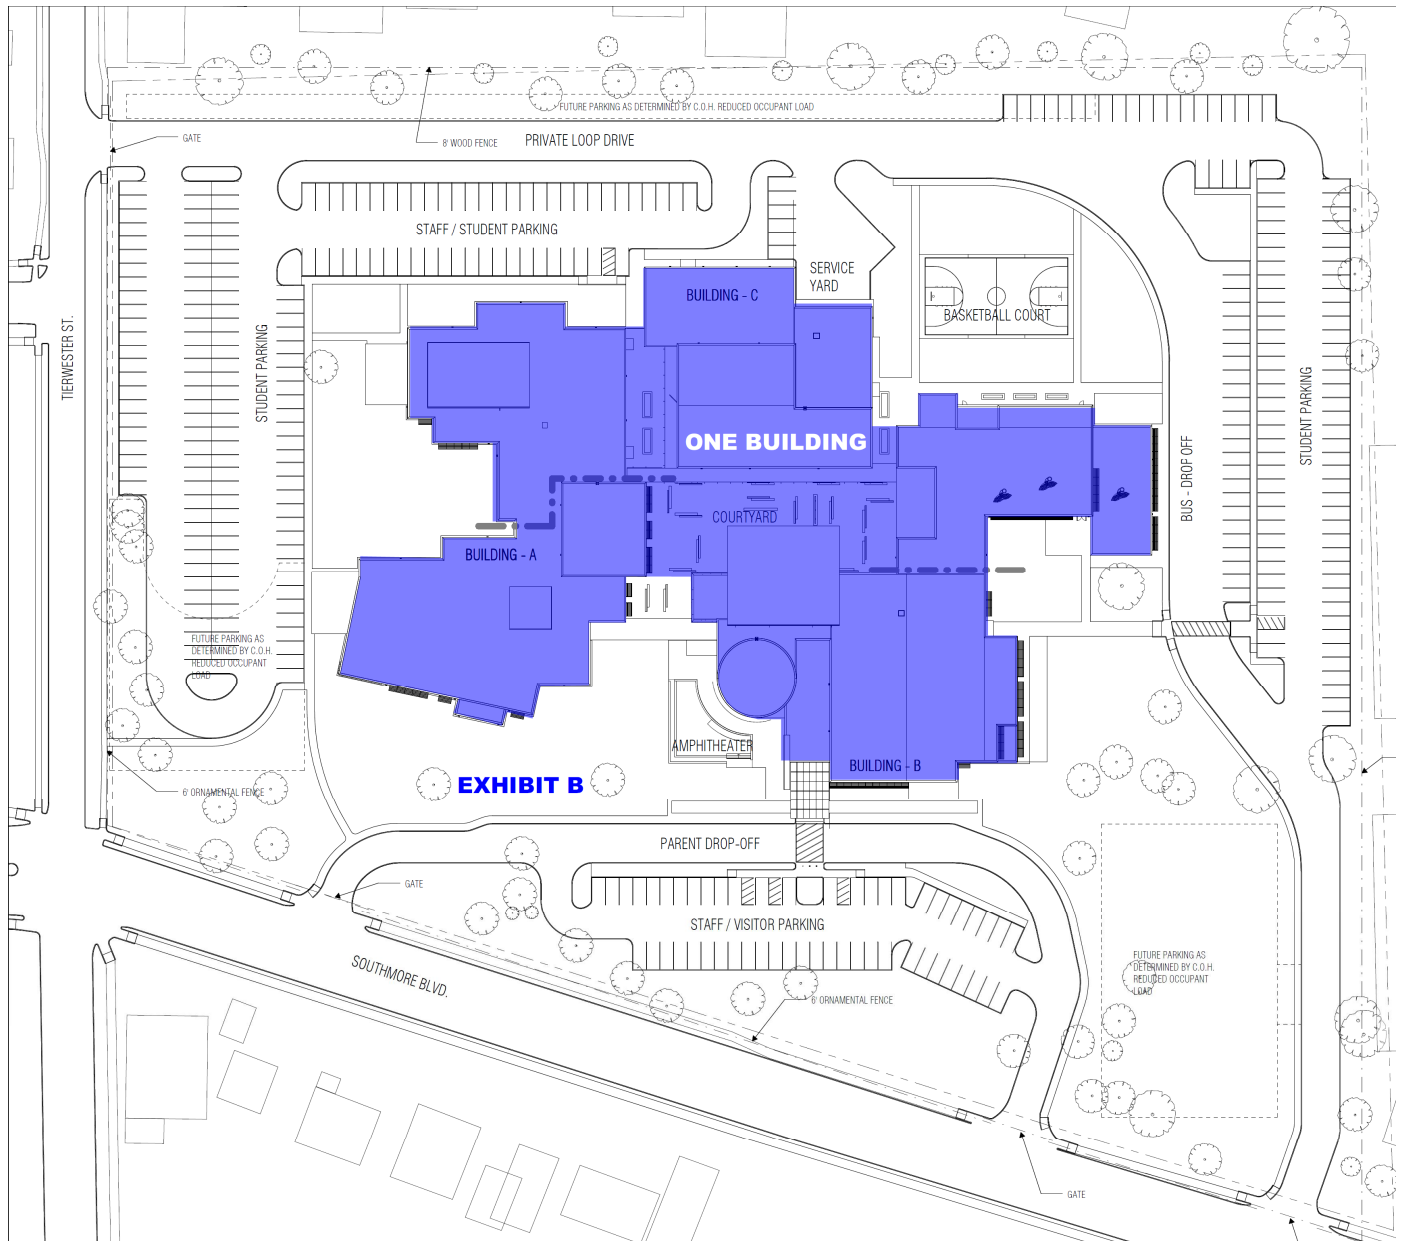 FUTURE PARKING AS DETERMINED BY C.O.H. REDUCED OCCUPANT LOAD
GATE
8' WOOD FENCE
PRIVATE LOOP DRIVE
STAFF / STUDENT PARKING
SERVICE
YARD
BUILDING - C
BASKETBALL COURT
TIERWESTER ST.
STUDENT PARKING
STUDENT PARKING
ONE BUILDING
BUS - DROP OFF
COURTYARD
BUILDING - A
FUTURE PARKING AS
DETERMINED BY C.O.H.
REDUCED OCCUPANT
LOAD
AMPHITHEATER
BUILDING - B
EXHIBIT B
6' ORNAMENTAL FENCE
PARENT DROP-OFF
GATE
STAFF / VISITOR PARKING
SOUTHMORE BLVD.
FUTURE PARKING AS
DETERMINED BY C.O.H.
REDUCED OCCUPANT
LOAD
6' ORNAMENTAL FENCE
GATE